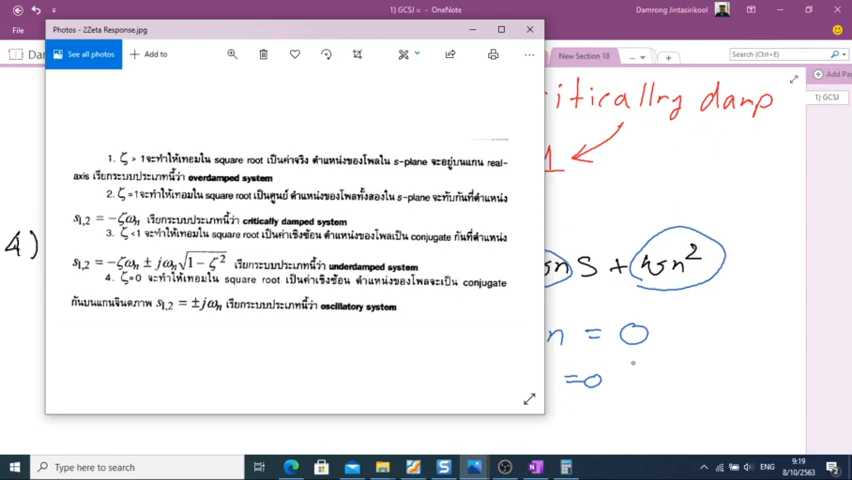 1) GCSJ = - OneNote
Damrong Jintasirikool
File
Photos - 2Zeta Response.jpg
See all photos
Add to
New Section 18
Search (Ctrl+E)
Add Pa
1) GCSJ
itically damp
1
1. ζ > 1จะทำให้เทอมใน square root เป็นค่าจริง ตำแหน่งของโพลใน s-plane จะอยู่บนแกน real-
axis เรียกระบบประเภทนี้ว่า overdamped system
2. ζ =1จะทำให้เทอมใน square root เป็นศูนย์ ตำแหน่งของโพลทั้งสองใน s-plane จะทับกันที่ตำแหน่ง
s1,2 = −ζωn เรียกระบบประเภทนี้ว่า critically damped system
3. ζ <1 จะทำให้เทอมใน square root เป็นค่าเชิงซ้อน ตำแหน่งของโพลเป็น conjugate กันที่ตำแหน่ง
s1,2 = −ζωn ± jωn√1 − ζ² เรียกระบบประเภทนี้ว่า underdamped system
4. ζ=0 จะทำให้เทอมใน square root เป็นค่าเชิงซ้อน ตำแหน่งของโพลจะเป็น conjugate
กันบนแกนจินตภาพ s1,2 = ±jωn เรียกระบบประเภทนี้ว่า oscillatory system
4)
n S + ωn²
n = 0
=0
Type here to search
ENG
9:19
8/10/2563